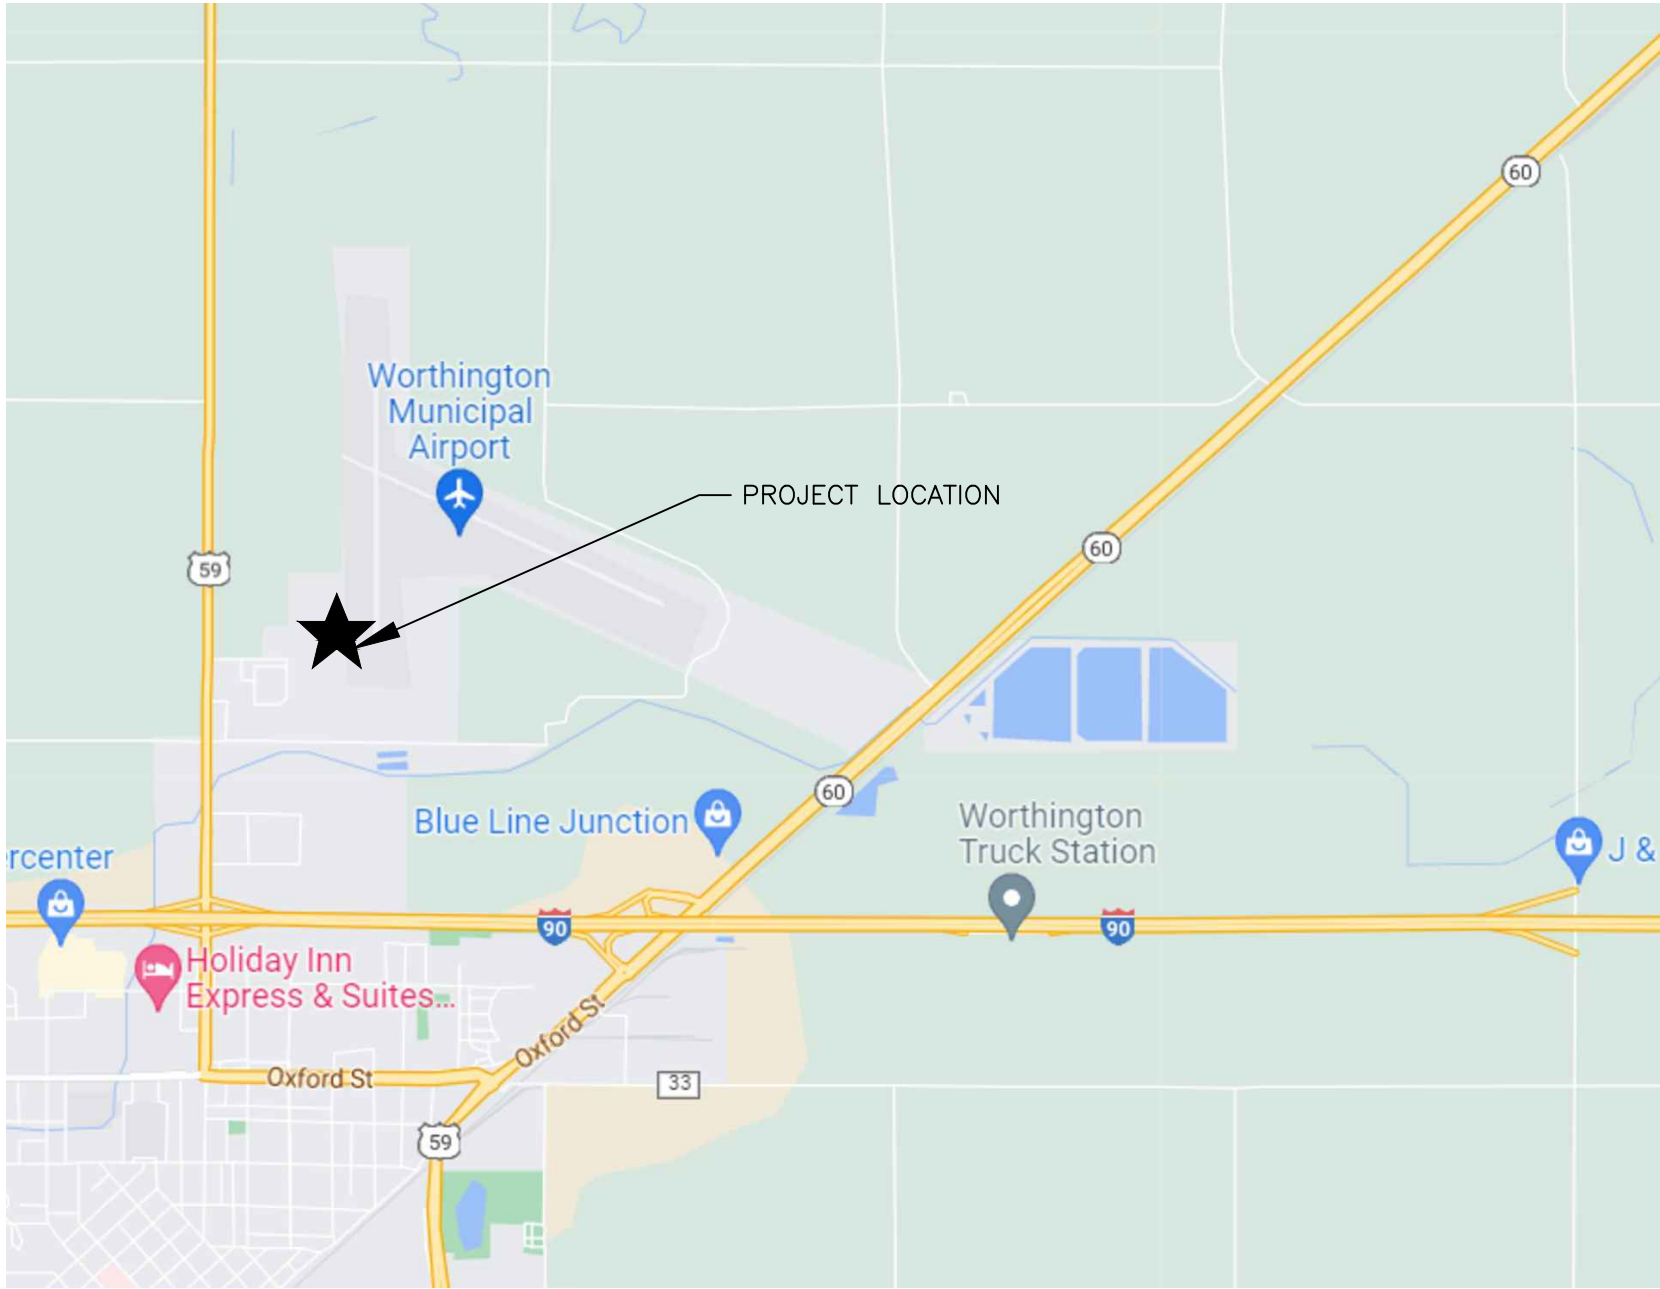 60
Worthington
Municipal
Airport
PROJECT LOCATION
60
59
60
Blue Line Junction
Worthington
Truck Station
rcenter
J &
90
90
Holiday Inn
Express & Suites...
Oxford St
Oxford St
33
59